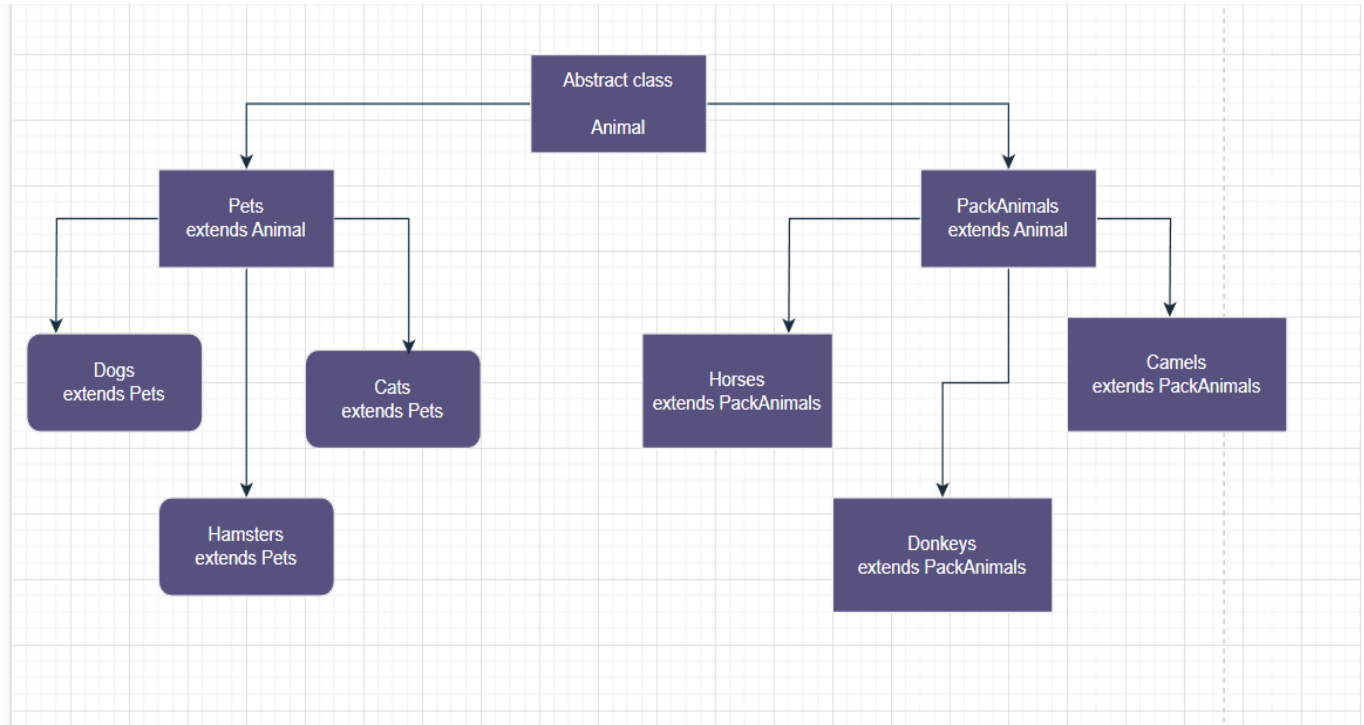 Abstract class
Animal
Pets
extends Animal
PackAnimals
extends Animal
Dogs
extends Pets
Cats
extends Pets
Hamsters
extends Pets
Horses
extends PackAnimals
Camels
extends PackAnimals
Donkeys
extends PackAnimals